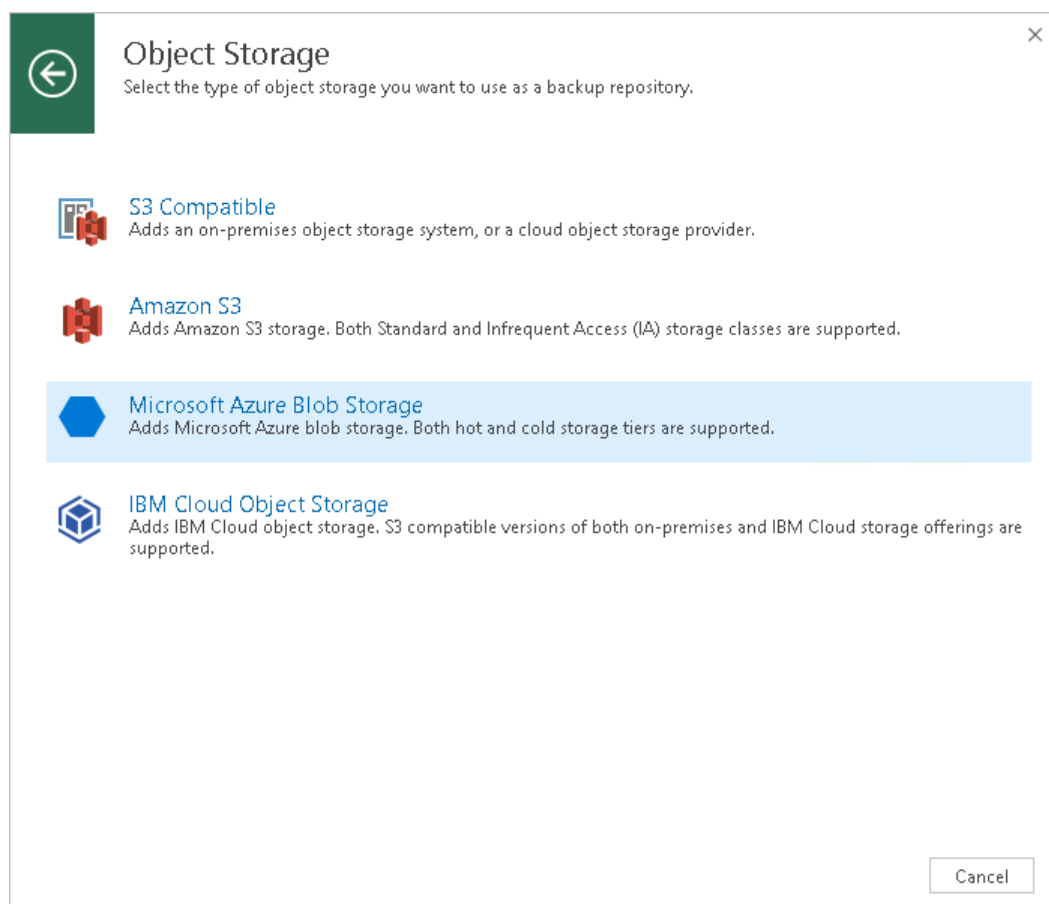 Object Storage
Select the type of object storage you want to use as a backup repository.
S3 Compatible
Adds an on-premises object storage system, or a cloud object storage provider.
Amazon S3
Adds Amazon S3 storage. Both Standard and Infrequent Access (IA) storage classes are supported.
Microsoft Azure Blob Storage
Adds Microsoft Azure blob storage. Both hot and cold storage tiers are supported.
IBM Cloud Object Storage
Adds IBM Cloud object storage. S3 compatible versions of both on-premises and IBM Cloud storage offerings are
supported.
Cancel